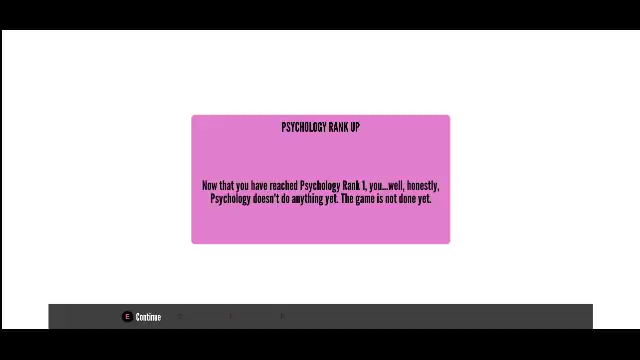 PSYCHOLOGY RANK UP
Now that you have reached Psychology Rank 1, you...well, honestly,
Psychology doesn't do anything yet. The game is not done yet.
E Continue